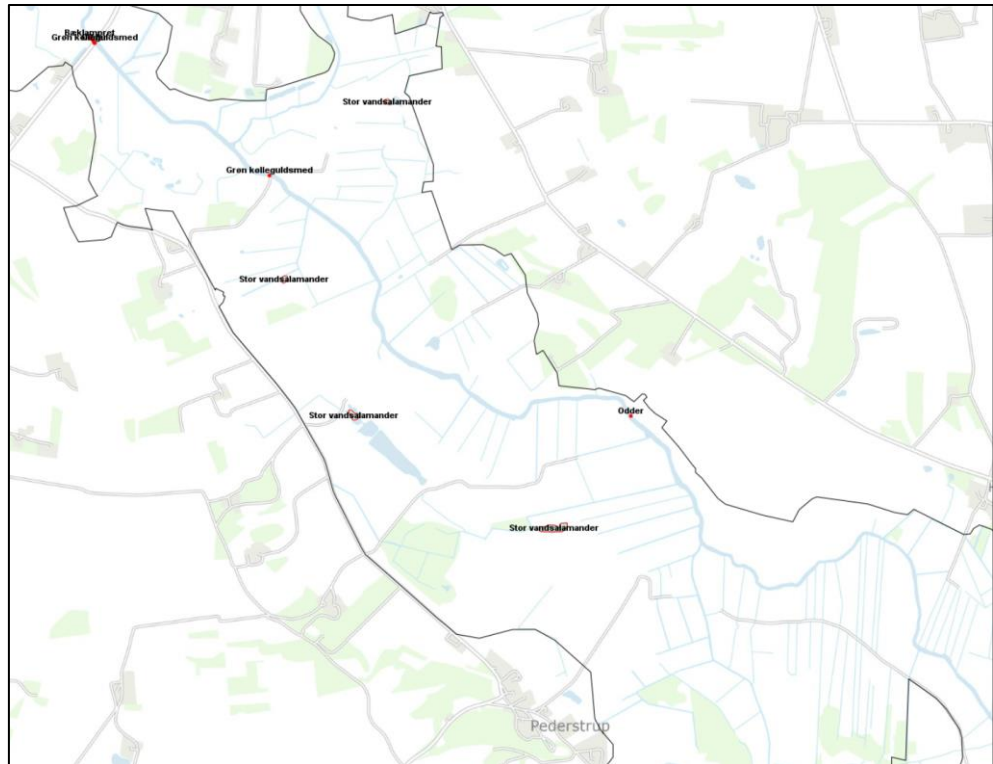 Bæklampret
Grøn kølleguldsmed
Stor vandsalamander
Grøn kølleguldsmed
Stor vandsalamander
Stor vandsalamander
Odder
Stor vandsalamander
Pederstrup